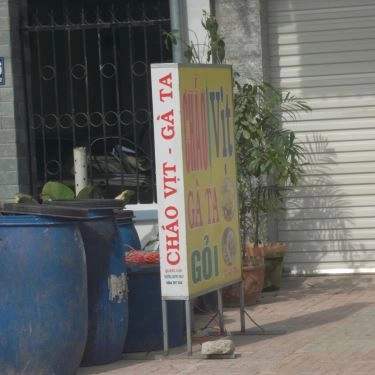 CHÁO VỊT - GÀ TA
CHÁO Vịt
GÀ TA
GỎI